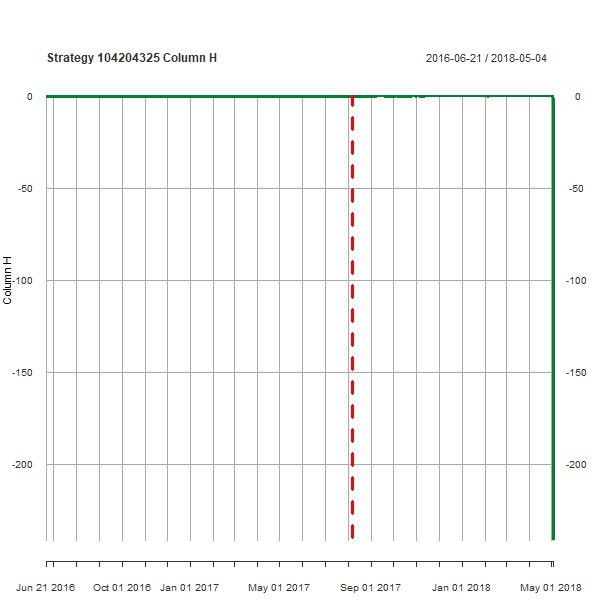 Strategy 104204325 Column H
2016-06-21 / 2018-05-04
0
0
-50
-50
Column H
-100
-100
-150
-150
-200
-200
Jun 21 2016
Oct 01 2016
Jan 01 2017
May 01 2017
Sep 01 2017
Jan 01 2018
May 01 2018